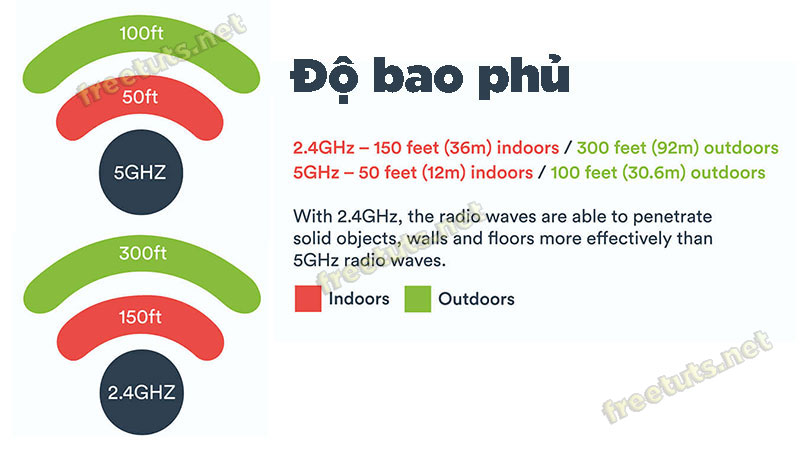 100ft
50ft
5GHZ
300ft
150ft
2.4GHZ
Độ bao phủ
2.4GHz – 150 feet (36m) indoors / 300 feet (92m) outdoors
5GHz – 50 feet (12m) indoors / 100 feet (30.6m) outdoors
With 2.4GHz, the radio waves are able to penetrate
solid objects, walls and floors more effectively than
5GHz radio waves.
Indoors Outdoors
freetuts.net
freetuts.net
freetuts.net